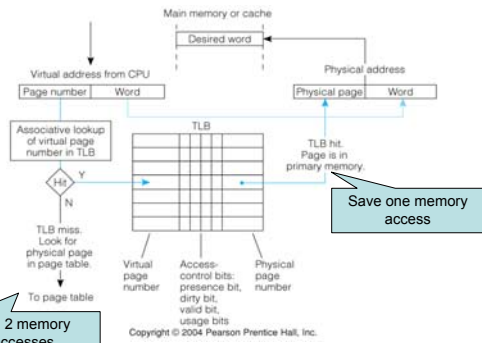 Main memory or cache
Desired word
Virtual address from CPU
Physical address
Page number
Word
Physical page
Word
Associative lookup
of virtual page
number in TLB
TLB
TLB hit.
Page is in
primary memory.
Hit
Y
N
Save one memory
access
TLB miss.
Look for
physical page
in page table.
To page table
Virtual
page
number
Access-
control bits:
presence bit,
dirty bit,
valid bit,
usage bits
Physical
page
number
2 memory
ccesses
Copyright © 2004 Pearson Prentice Hall, Inc.